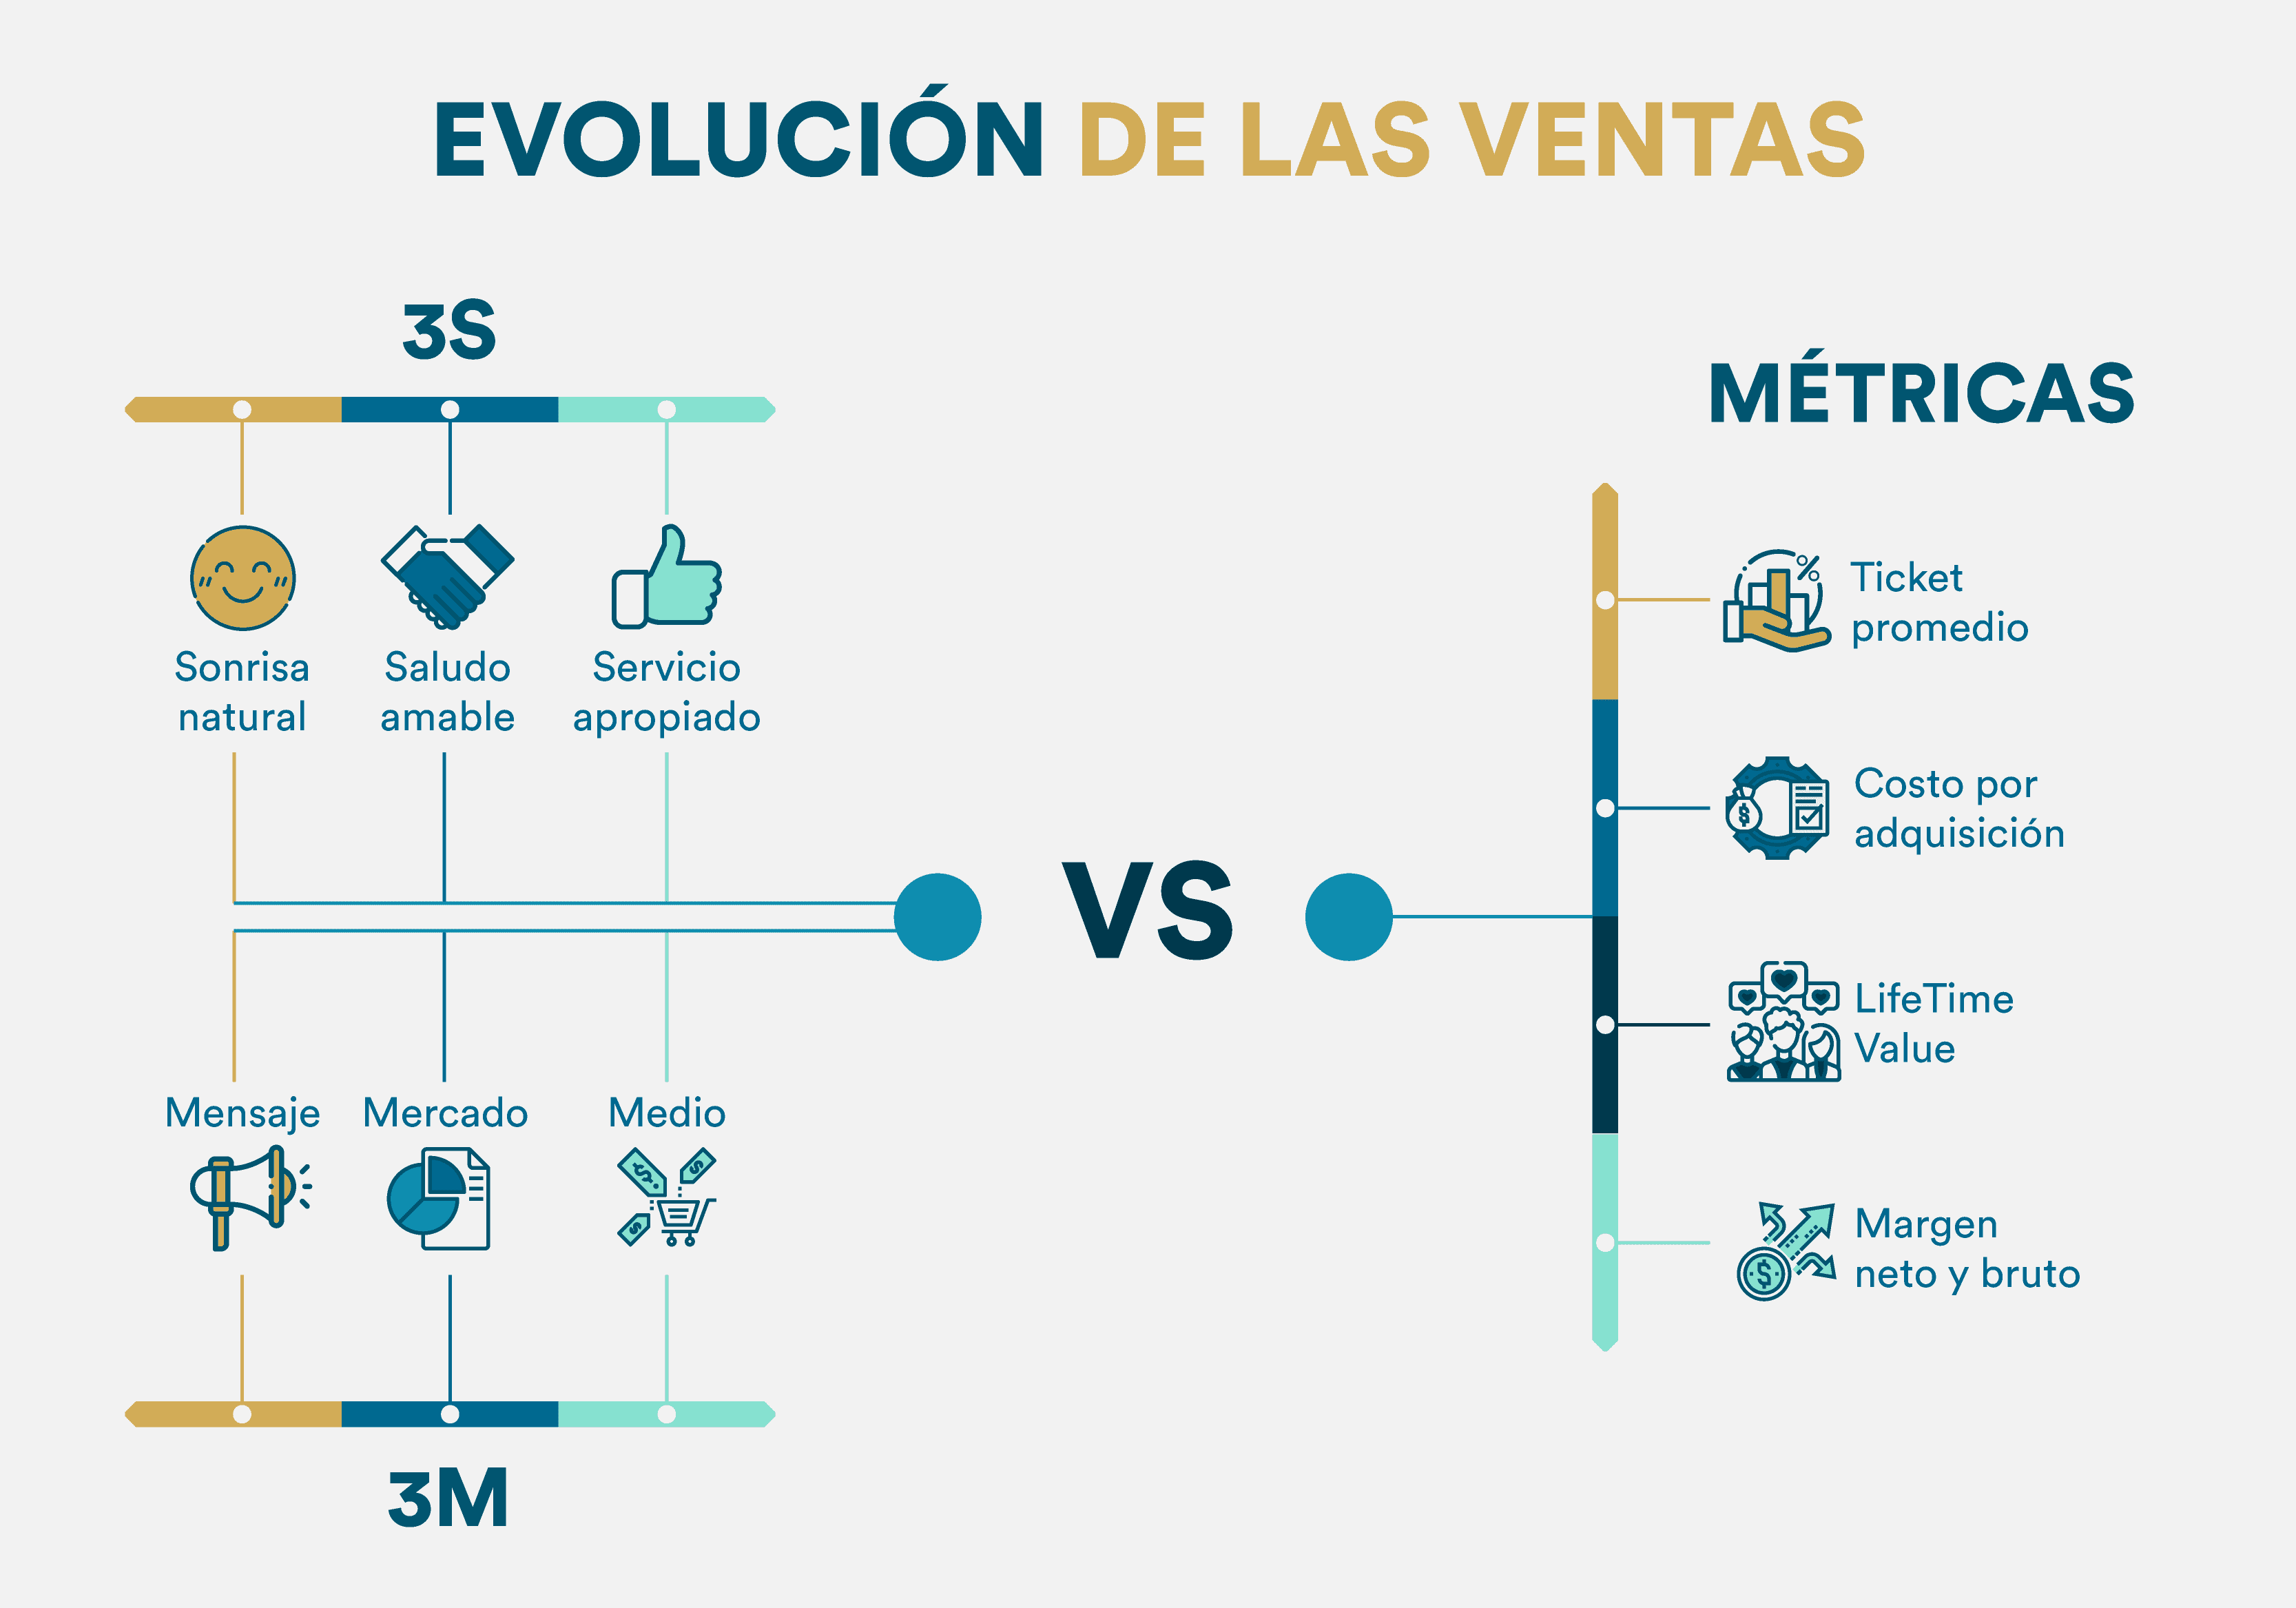 EVOLUCIÓN DE LAS VENTAS
3S
Sonrisa
natural
Saludo
amable
Servicio
apropiado
VS
Mensaje
Mercado
Medio
3M
MÉTRICAS
Ticket
promedio
Costo por
adquisición
LifeTime
Value
Margen
neto y bruto